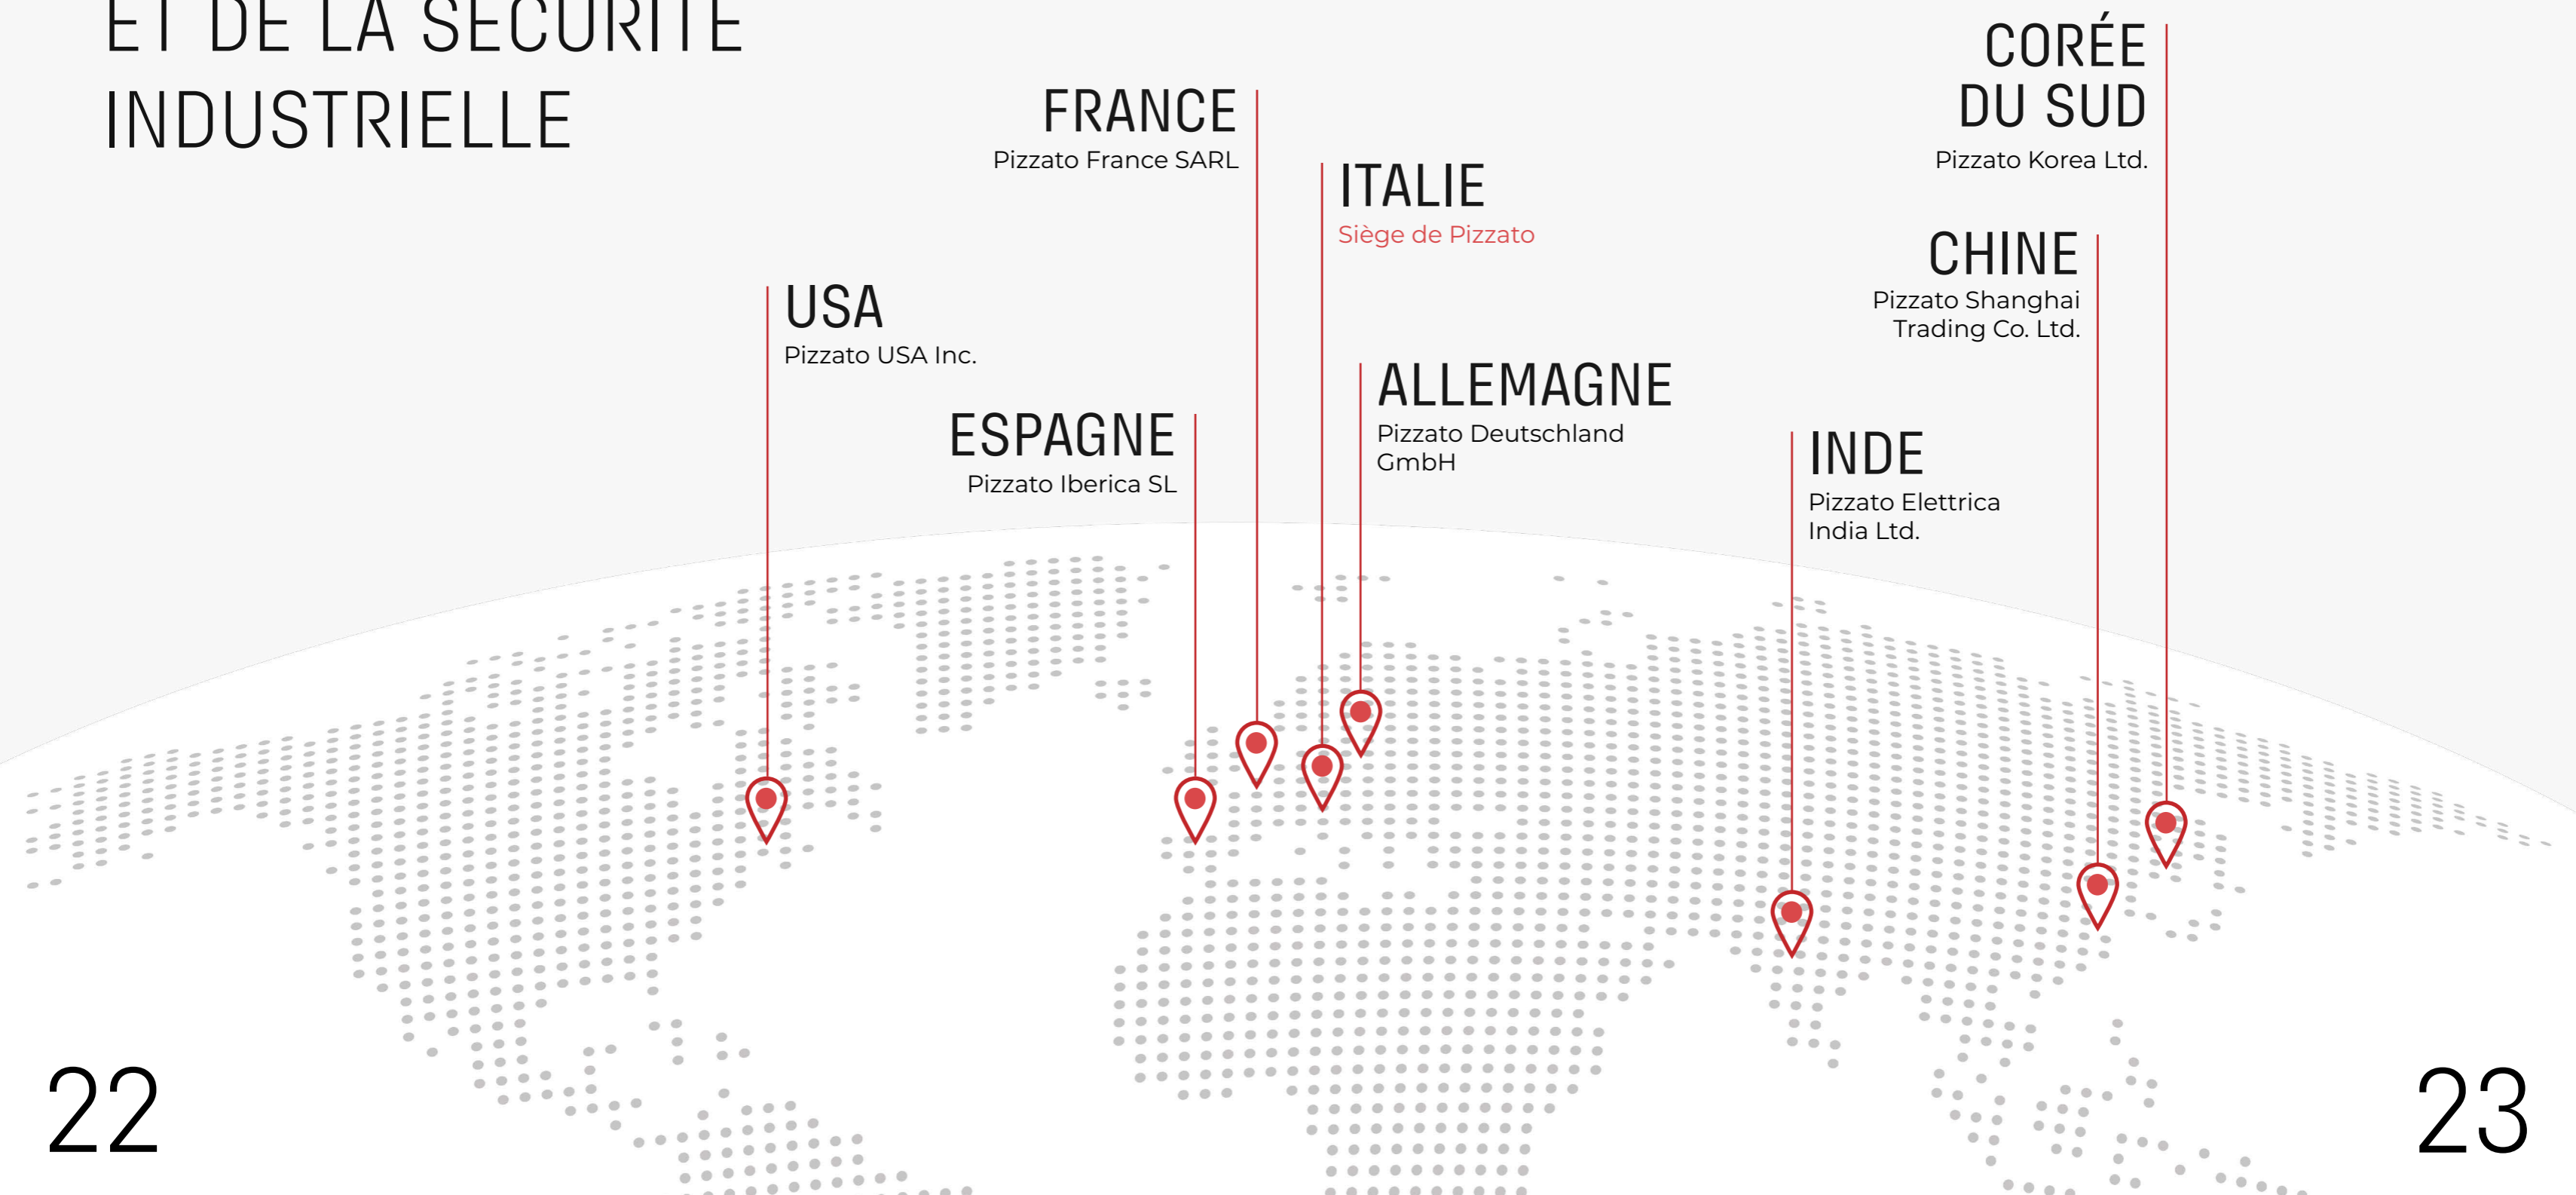 ET DE LA SÉCURITÉ
INDUSTRIELLE
FRANCE
Pizzato France SARL
ITALIE
Siège de Pizzato
USA
Pizzato USA Inc.
ESPAGNE
Pizzato Iberica SL
ALLEMAGNE
Pizzato Deutschland
GmbH
CORÉE
DU SUD
Pizzato Korea Ltd.
CHINE
Pizzato Shanghai
Trading Co. Ltd.
INDE
Pizzato Elettrica
India Ltd.
22
23